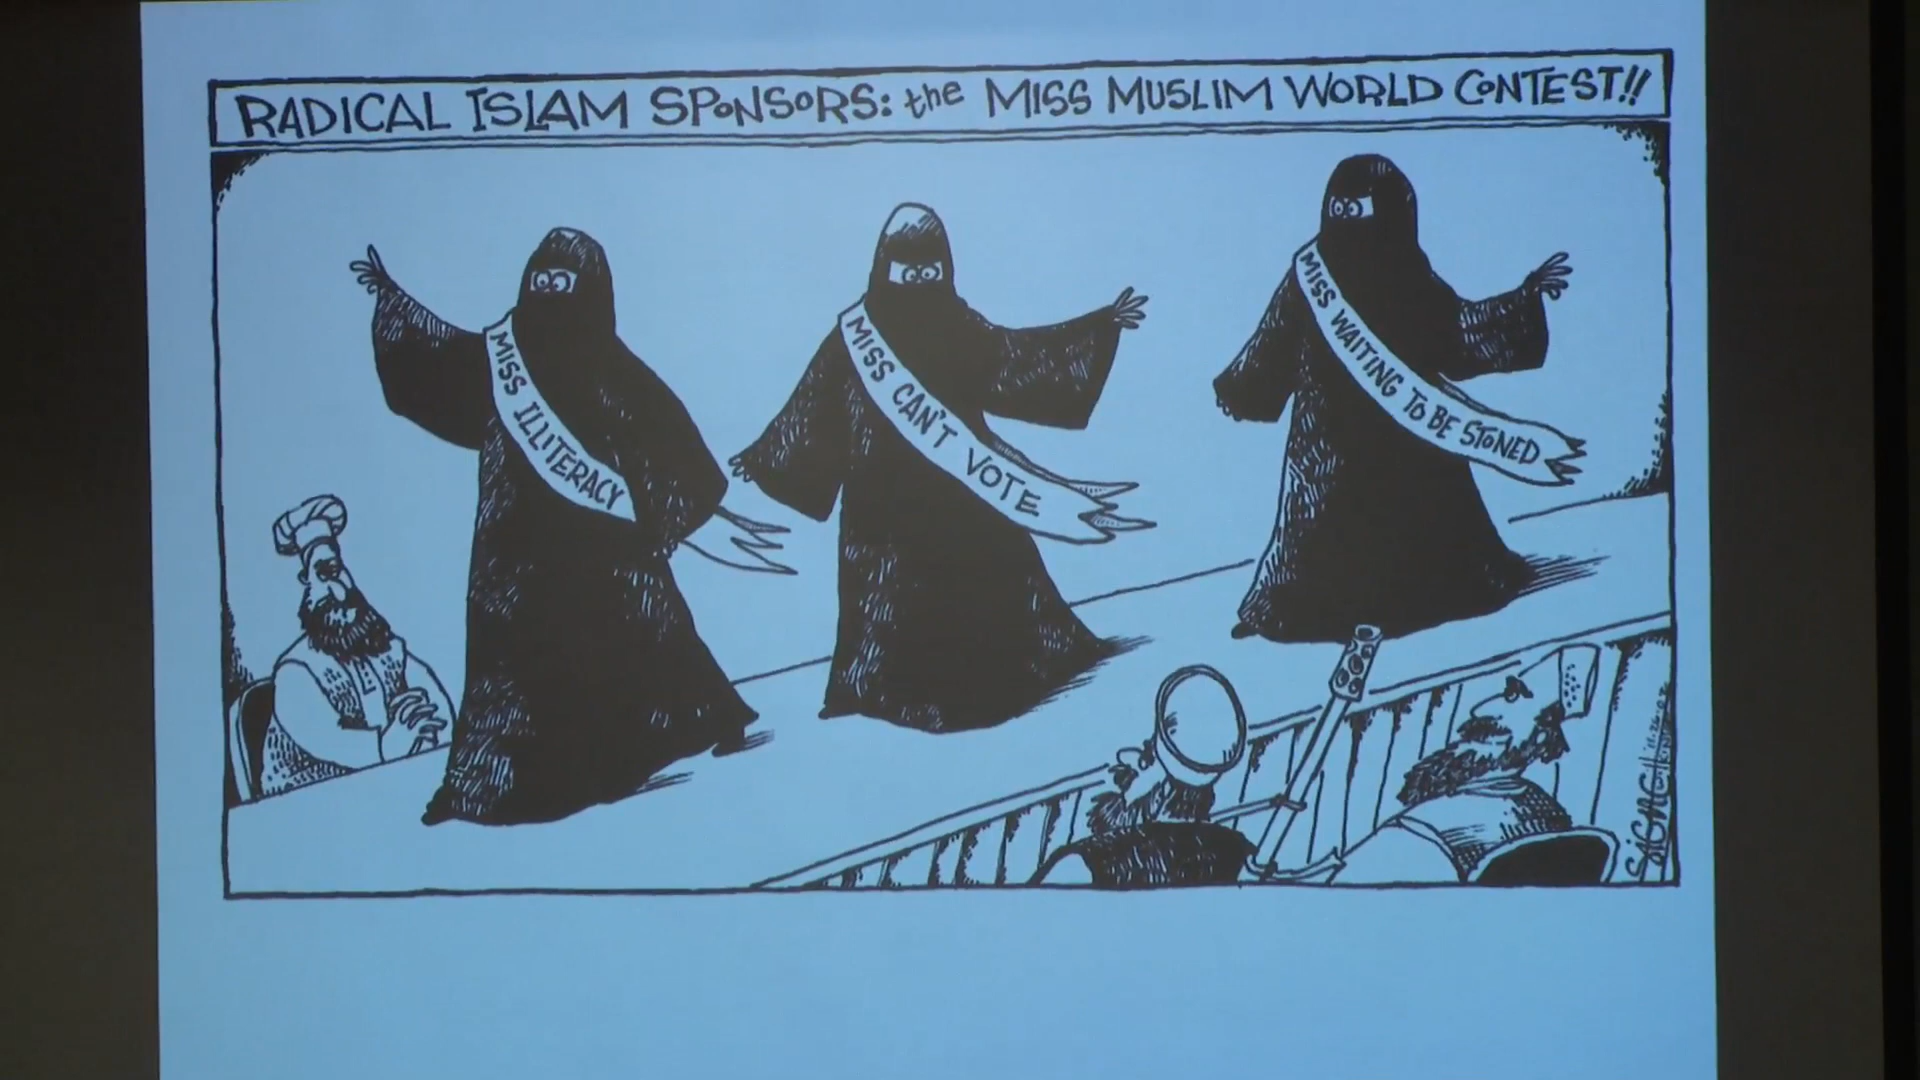 RADICAL ISLAM SPONSORS: the MISS MUSLIM WORLD CONTEST!!
MISS ILLITERACY
MISS CAN'T VOTE
MISS WAITING TO BE STONED